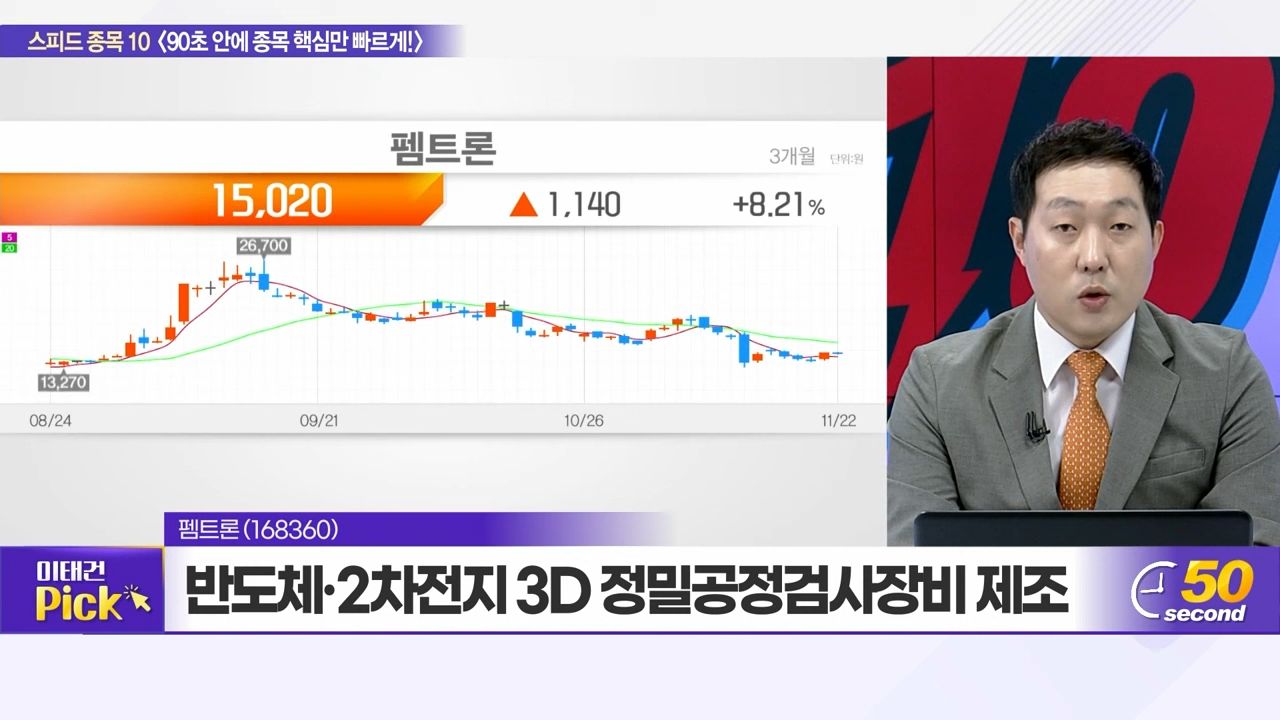 스피드 종목 10 〈90초 안에 종목 핵심만 빠르게!〉
펨트론
3개월 단위:원
15,020 ▲ 1,140 +8.21%
5
20
26,700
13,270
08/24 09/21 10/26 11/22
펨트론(168360)
이태건
Pick
반도체·2차전지 3D 정밀공정검사장비 제조
50
second
10